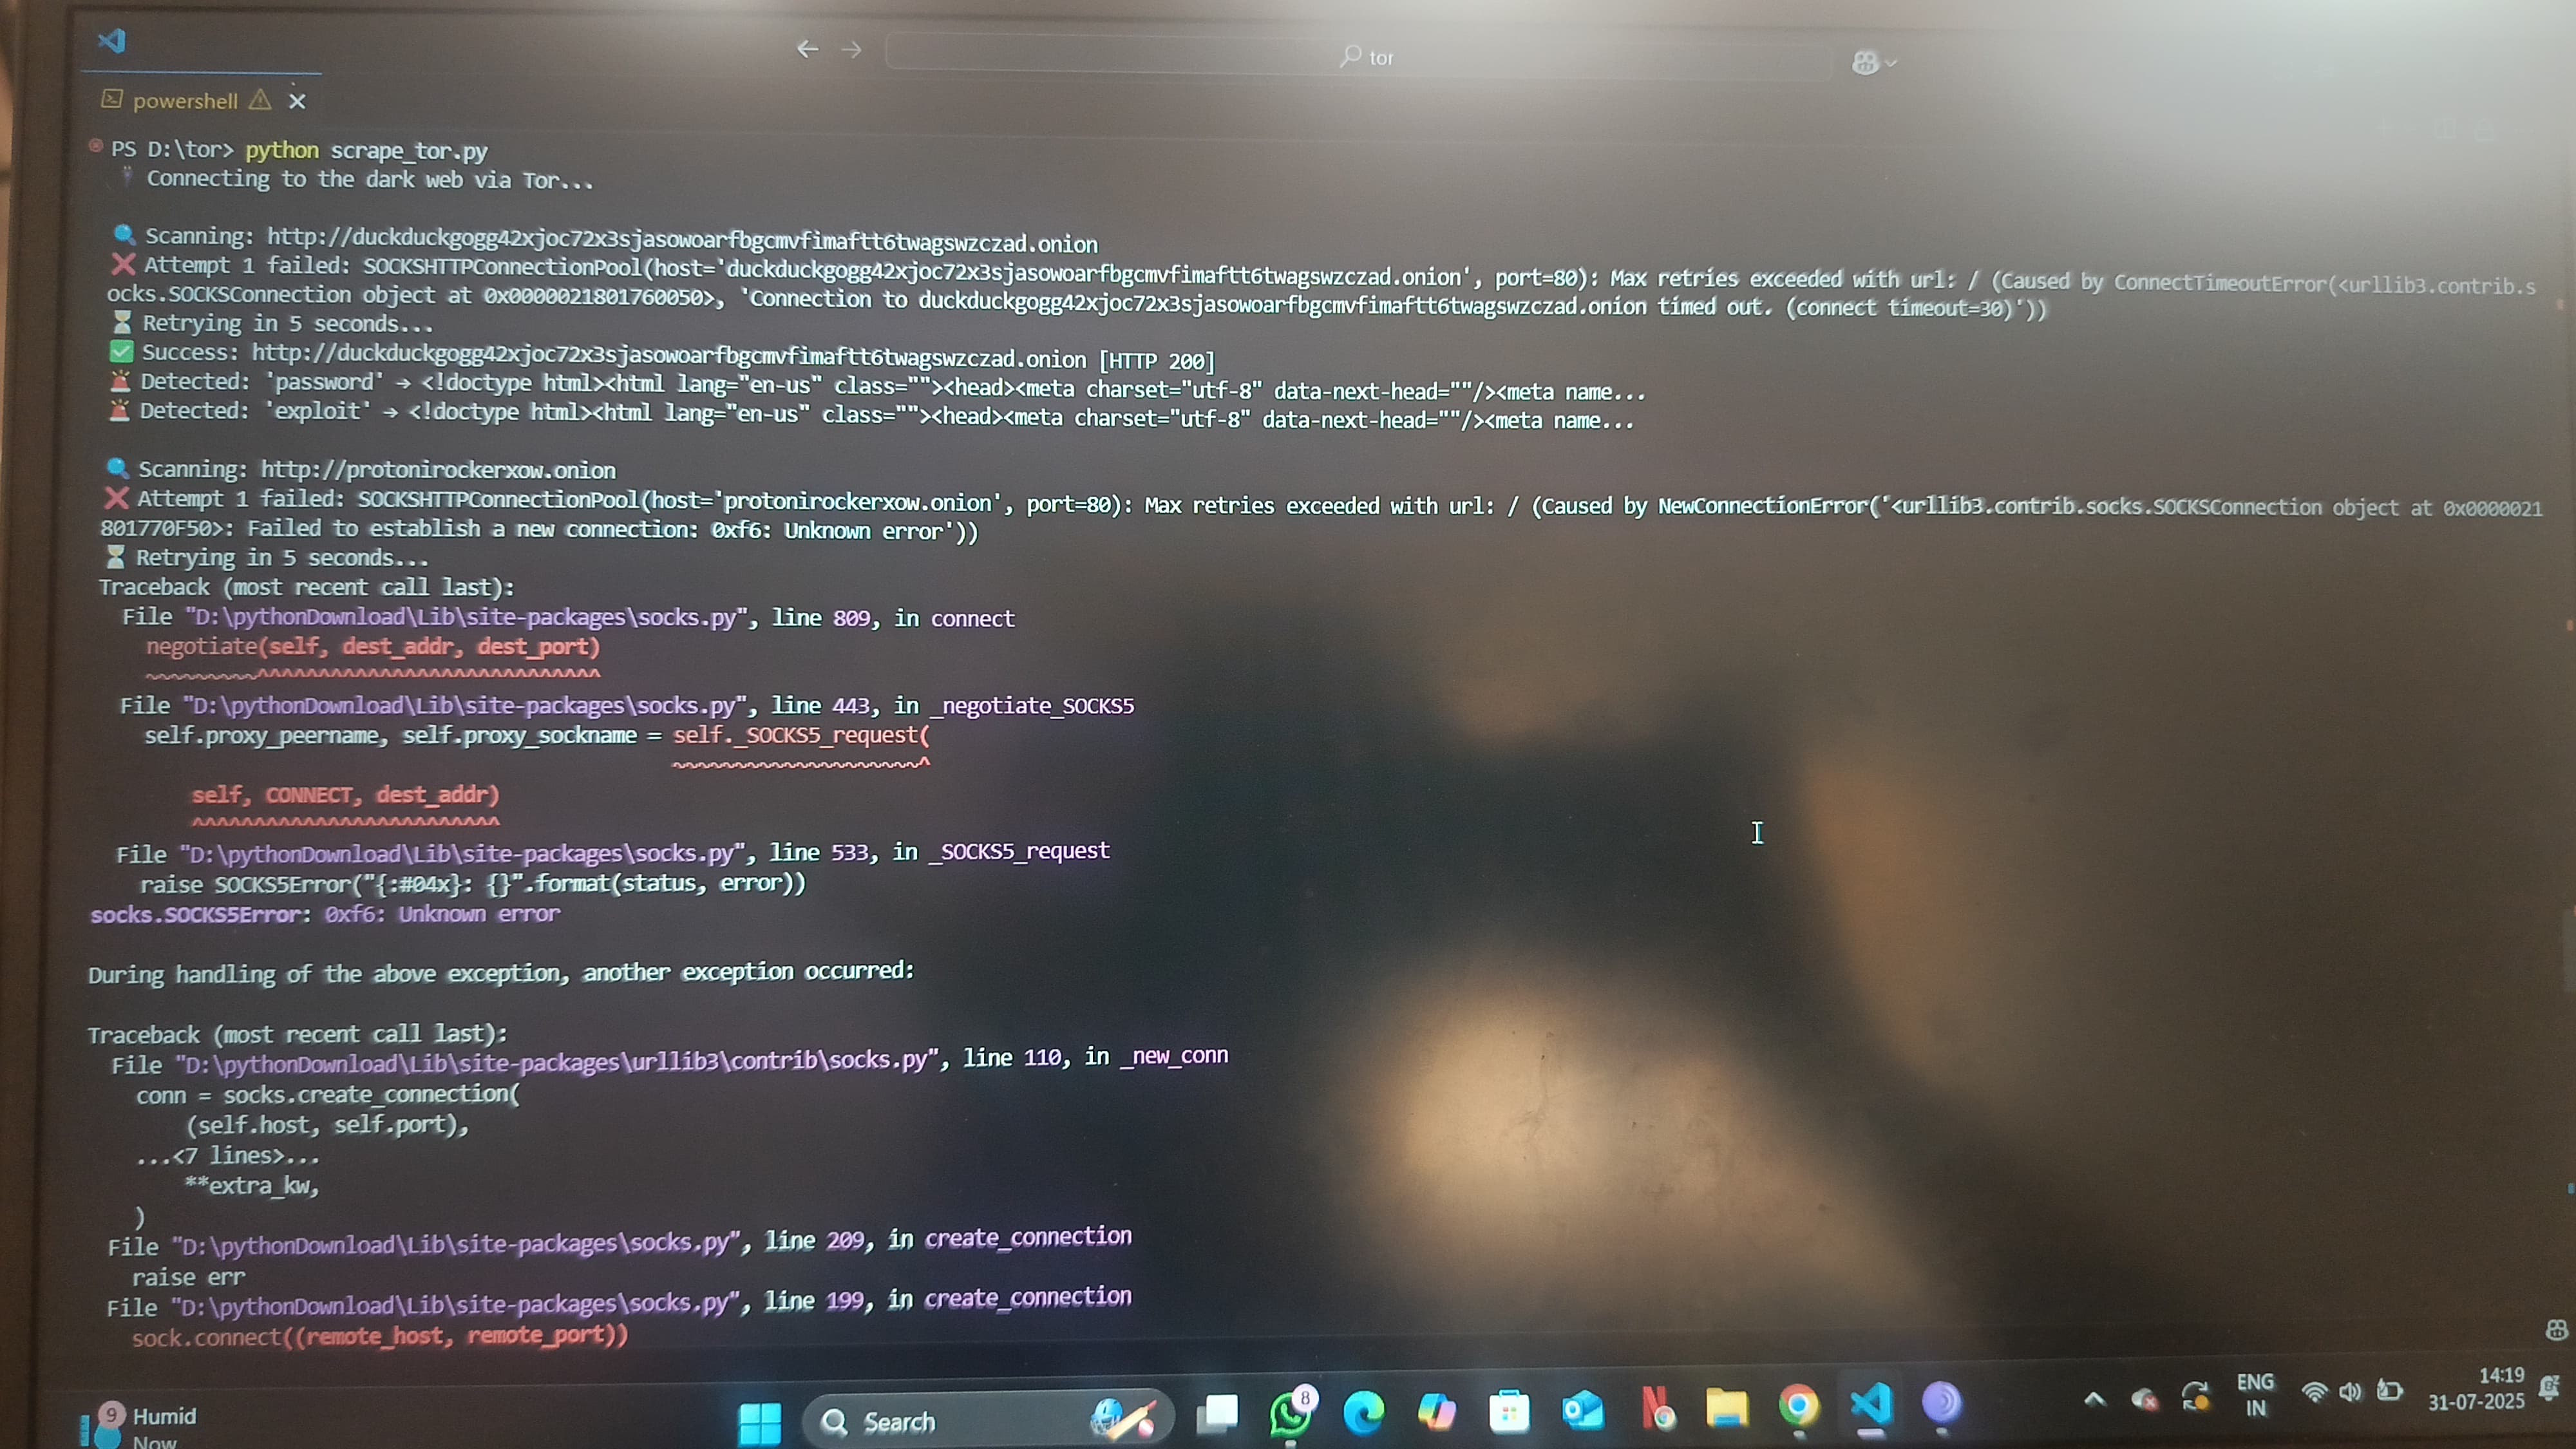 tor
powershell
PS D:\tor> python scrape_tor.py
Connecting to the dark web via Tor...
Scanning: http://duckduckgogg42xjoc72x3sjasowoarfbgcmvfimaftt6twagswzczad.onion
Attempt 1 failed: SOCKSHTTPConnectionPool(host='duckduckgogg42xjoc72x3sjasowoarfbgcmvfimaftt6twagswzczad.onion', port=80): Max retries exceeded with url: / (Caused by ConnectTimeoutError(<urllib3.contrib.s
ocks.SOCKSConnection object at 0x0000021801760050>, 'Connection to duckduckgogg42xjoc72x3sjasowoarfbgcmvfimaftt6twagswzczad.onion timed out. (connect timeout=30)'))
Retrying in 5 seconds...
Success: http://duckduckgogg42xjoc72x3sjasowoarfbgcmvfimaftt6twagswzczad.onion [HTTP 200]
Detected: 'password' → <!doctype html><html lang="en-us" class=""><head><meta charset="utf-8" data-next-head=""/><meta name...
Detected: 'exploit' → <!doctype html><html lang="en-us" class=""><head><meta charset="utf-8" data-next-head=""/><meta name...
Scanning: http://protonirockerxow.onion
Attempt 1 failed: SOCKSHTTPConnectionPool(host='protonirockerxow.onion', port=80): Max retries exceeded with url: / (Caused by NewConnectionError('<urllib3.contrib.socks.SOCKSConnection object at 0x0000021
801770F50>: Failed to establish a new connection: 0xf6: Unknown error'))
Retrying in 5 seconds...
Traceback (most recent call last):
File "D:\pythonDownload\Lib\site-packages\socks.py", line 809, in connect
negotiate(self, dest_addr, dest_port)
~~~~~~~~~^^^^^^^^^^^^^^^^^^^^^^^^^^^^
File "D:\pythonDownload\Lib\site-packages\socks.py", line 443, in _negotiate_SOCKS5
self.proxy_peername, self.proxy_sockname = self._SOCKS5_request(
~~~~~~~~~~~~~~~~~~~~^
self, CONNECT, dest_addr)
^^^^^^^^^^^^^^^^^^^^^^^^^
File "D:\pythonDownload\Lib\site-packages\socks.py", line 533, in _SOCKS5_request
raise SOCKS5Error("{:#04x}: {}".format(status, error))
socks.SOCKS5Error: 0xf6: Unknown error
During handling of the above exception, another exception occurred:
Traceback (most recent call last):
File "D:\pythonDownload\Lib\site-packages\urllib3\contrib\socks.py", line 110, in _new_conn
conn = socks.create_connection(
(self.host, self.port),
...<7 lines>...
**extra_kw,
)
File "D:\pythonDownload\Lib\site-packages\socks.py", line 209, in create_connection
raise err
File "D:\pythonDownload\Lib\site-packages\socks.py", line 199, in create_connection
sock.connect((remote_host, remote_port))
9
Humid
Now
Search
8
ENG
IN
14:19
31-07-2025